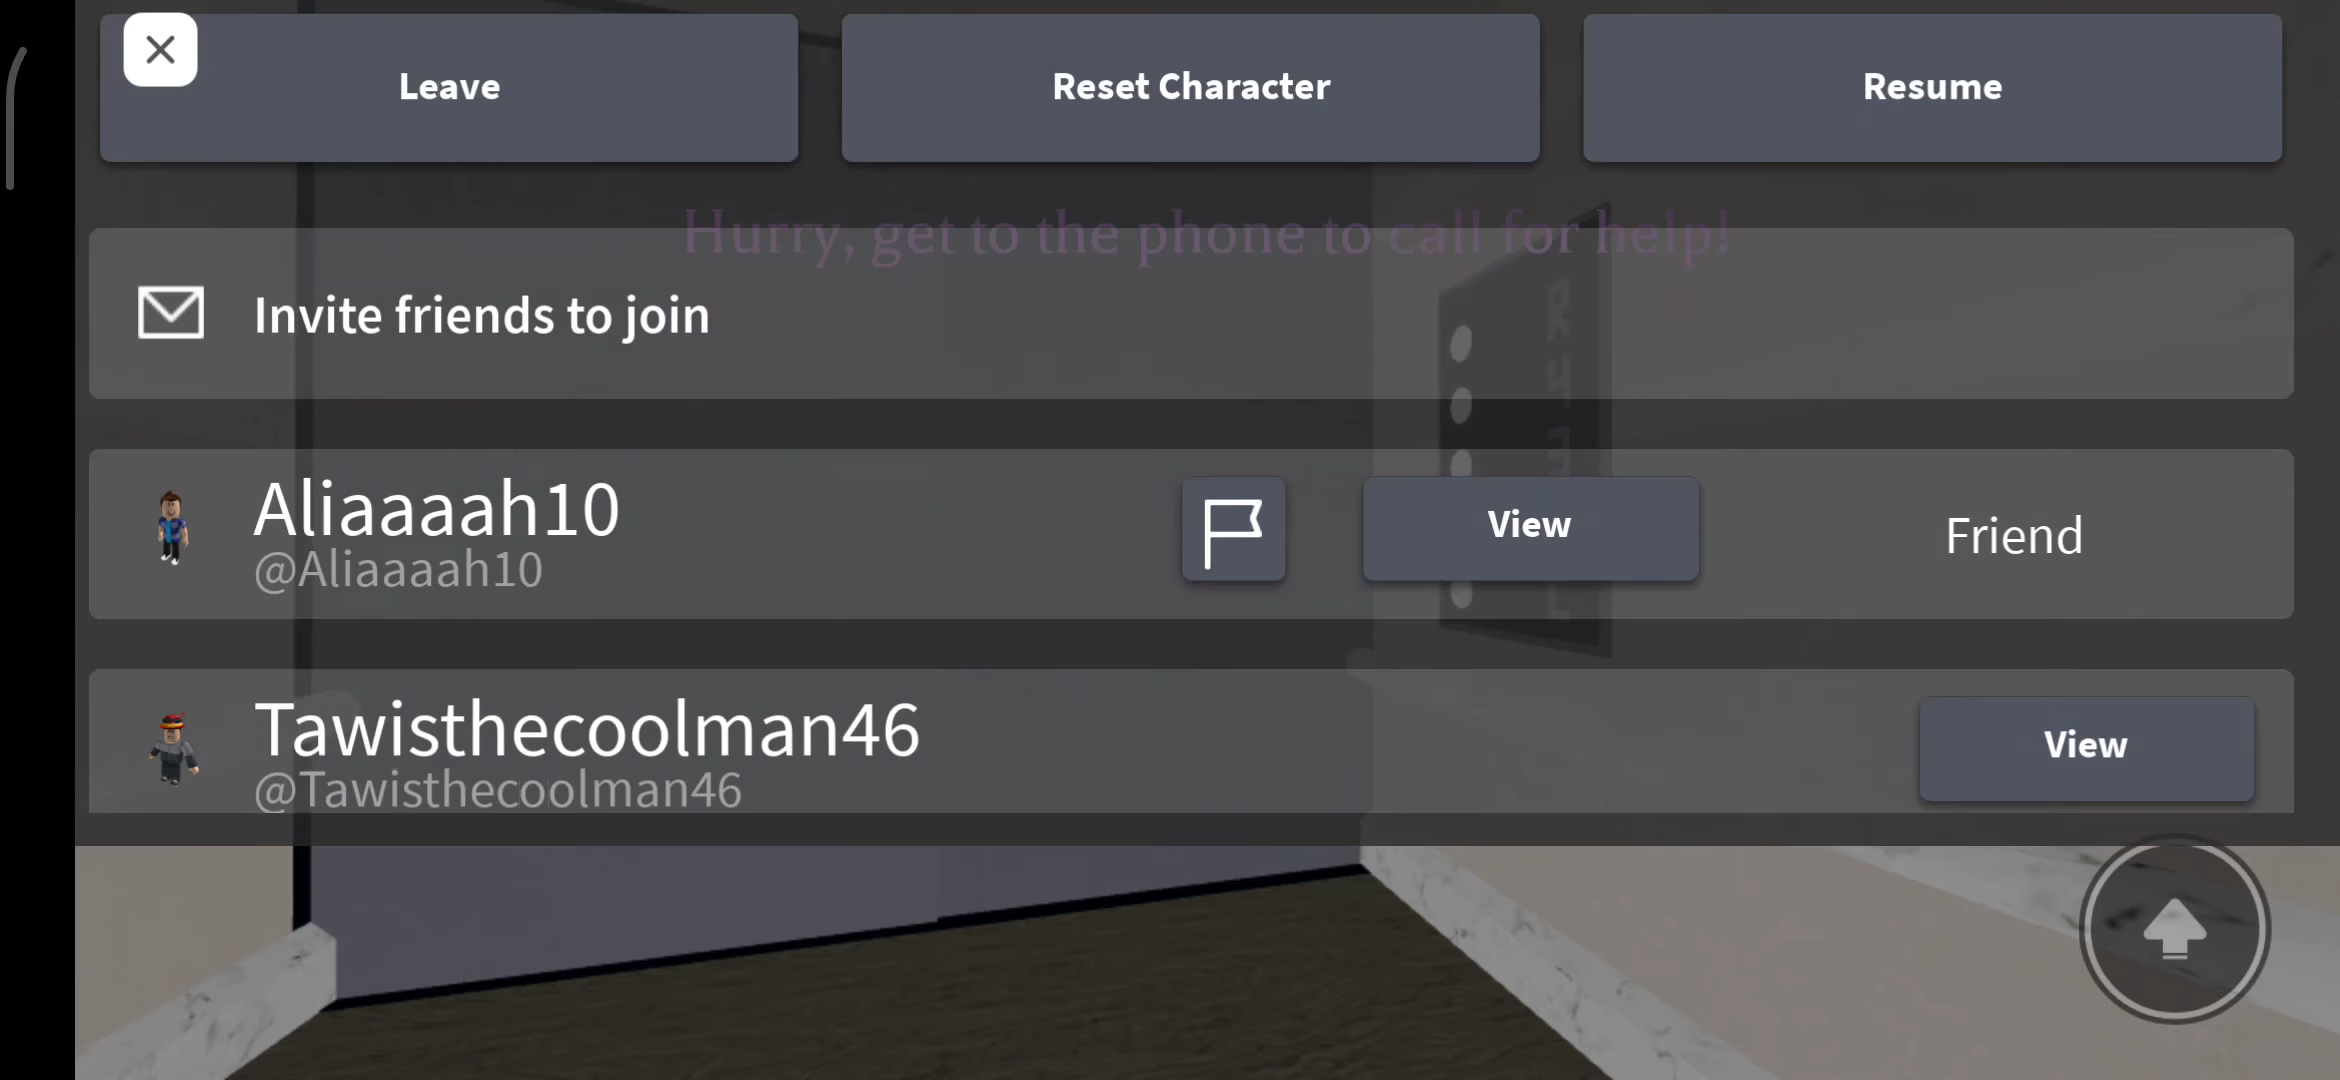 Leave
Reset Character
Resume
Hurry, get to the phone to call for help!
Invite friends to join
Aliaaaah10
@Aliaaaah10
View
Friend
Tawisthecoolman46
@Tawisthecoolman46
View